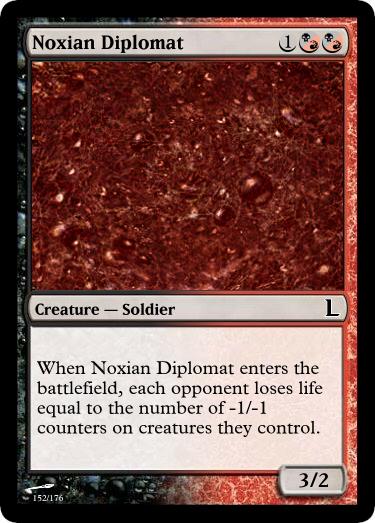 Noxian Diplomat 1
Creature — Soldier L
When Noxian Diplomat enters the
battlefield, each opponent loses life
equal to the number of -1/-1
counters on creatures they control.
3/2
152/176